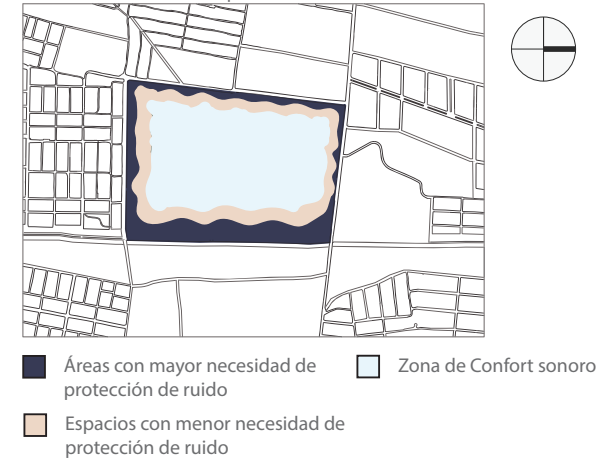 Áreas con mayor necesidad de
protección de ruido
Zona de Confort sonoro
Espacios con menor necesidad de
protección de ruido